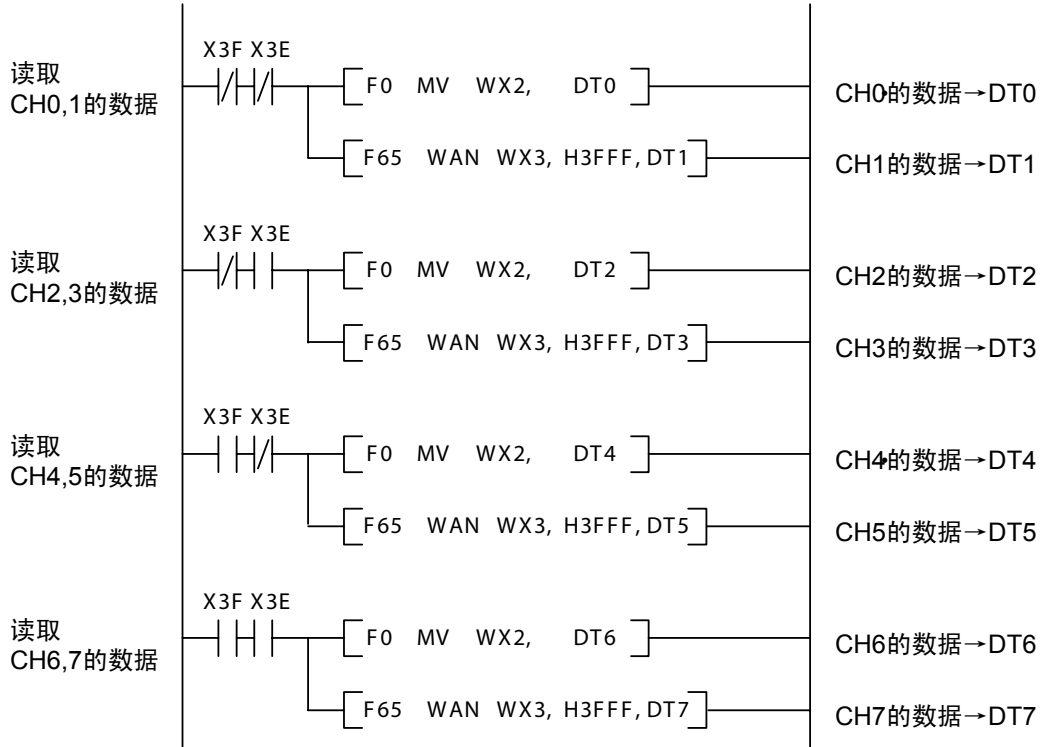 X3F X3E
读取
CH0,1的数据
F0 MV WX2, DT0
CH0的数据→DT0
F65 WAN WX3, H3FFF, DT1
CH1的数据→DT1
X3F X3E
读取
CH2,3的数据
F0 MV WX2, DT2
CH2的数据→DT2
F65 WAN WX3, H3FFF, DT3
CH3的数据→DT3
X3F X3E
读取
CH4,5的数据
F0 MV WX2, DT4
CH4的数据→DT4
F65 WAN WX3, H3FFF, DT5
CH5的数据→DT5
X3F X3E
读取
CH6,7的数据
F0 MV WX2, DT6
CH6的数据→DT6
F65 WAN WX3, H3FFF, DT7
CH7的数据→DT7